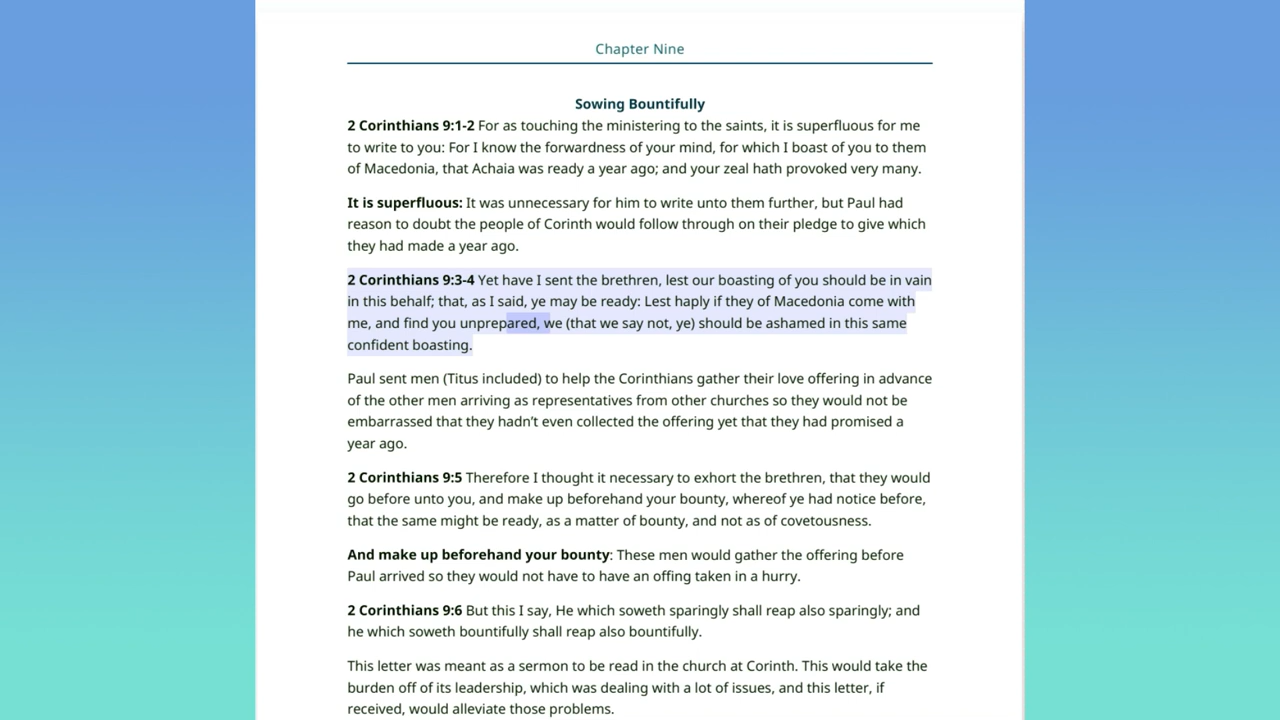 Chapter Nine
Sowing Bountifully
2 Corinthians 9:1-2 For as touching the ministering to the saints, it is superfluous for me
to write to you: For I know the forwardness of your mind, for which I boast of you to them
of Macedonia, that Achaia was ready a year ago; and your zeal hath provoked very many.
It is superfluous: It was unnecessary for him to write unto them further, but Paul had
reason to doubt the people of Corinth would follow through on their pledge to give which
they had made a year ago.
2 Corinthians 9:3-4 Yet have I sent the brethren, lest our boasting of you should be in vain
in this behalf; that, as I said, ye may be ready: Lest haply if they of Macedonia come with
me, and find you unprepared, we (that we say not, ye) should be ashamed in this same
confident boasting.
Paul sent men (Titus included) to help the Corinthians gather their love offering in advance
of the other men arriving as representatives from other churches so they would not be
embarrassed that they hadn’t even collected the offering yet that they had promised a
year ago.
2 Corinthians 9:5 Therefore I thought it necessary to exhort the brethren, that they would
go before unto you, and make up beforehand your bounty, whereof ye had notice before,
that the same might be ready, as a matter of bounty, and not as of covetousness.
And make up beforehand your bounty: These men would gather the offering before
Paul arrived so they would not have to have an offing taken in a hurry.
2 Corinthians 9:6 But this I say, He which soweth sparingly shall reap also sparingly; and
he which soweth bountifully shall reap also bountifully.
This letter was meant as a sermon to be read in the church at Corinth. This would take the
burden off of its leadership, which was dealing with a lot of issues, and this letter, if
received, would alleviate those problems.